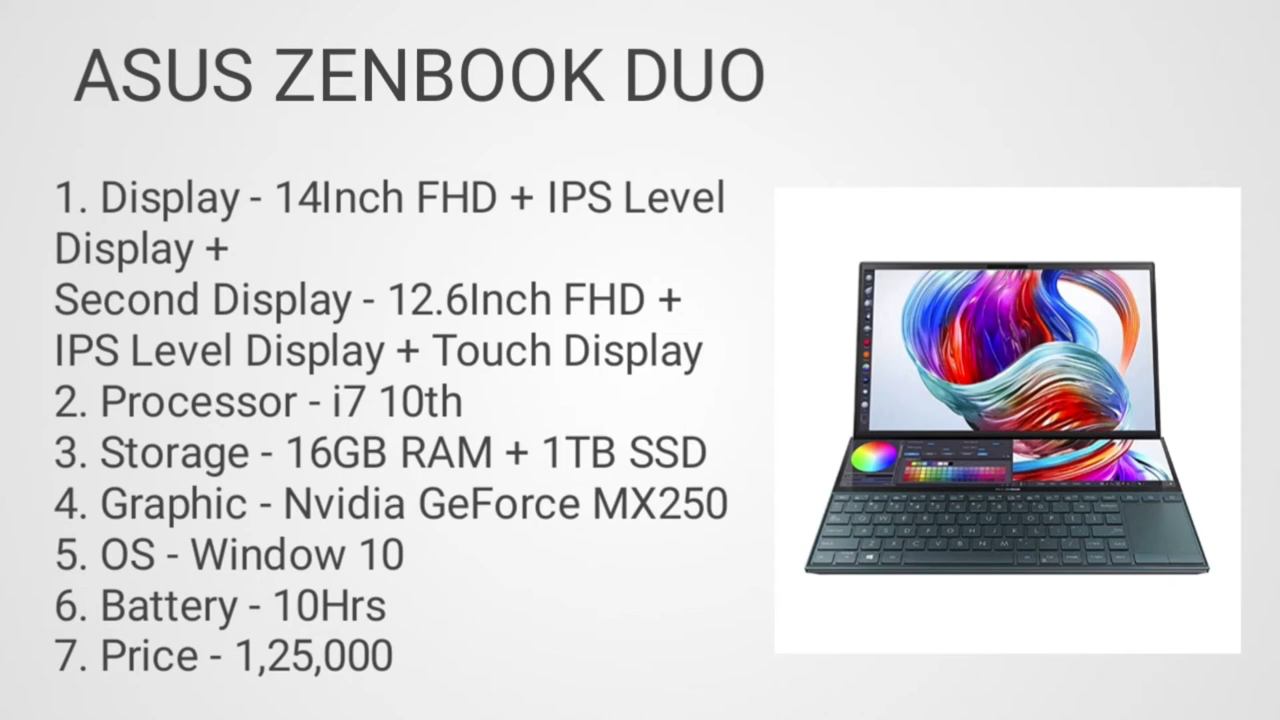 ASUS ZENBOOK DUO
1. Display - 14Inch FHD + IPS Level
Display +
Second Display - 12.6Inch FHD +
IPS Level Display + Touch Display
2. Processor - i7 10th
3. Storage - 16GB RAM + 1TB SSD
4. Graphic - Nvidia GeForce MX250
5. OS - Window 10
6. Battery - 10Hrs
7. Price - 1,25,000